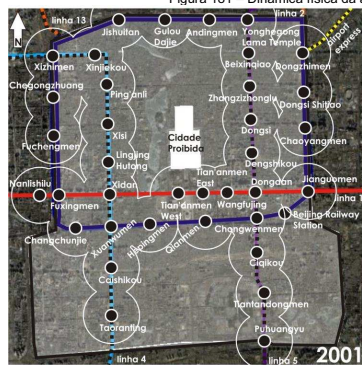 Figura 181 – Dinâmica física da
N
linha 13
linha 2
Jishuitan
Gulou
Dajie
Andingmen
Yonghegong
Lama Temple
airport
express
Xizhimen
Xinjiekou
Beixinqiao
Dongzhimen
Chegongzhuang
Ping'anli
Zhangzizhonglu
Dongsi Shitiao
Xisi
Cidade
Proibida
Dongsi
Chaoyangmen
Fuchengmen
Lingjing
Hutong
Dengshikou
Nanlishilu
Xidan
Tian'anmen
East
Jianguomen
Fuxingmen
Tian'anmen
West
Wangfujing
Dongdan
linha 1
Changchunjie
Xuanwumen
Hepingmen
Qianmen
Chongwenmen
Beijing Railway
Station
Caishikou
Ciqikou
Tiantandongmen
Taoranting
Puhuangyu
linha 4
linha 5
2001